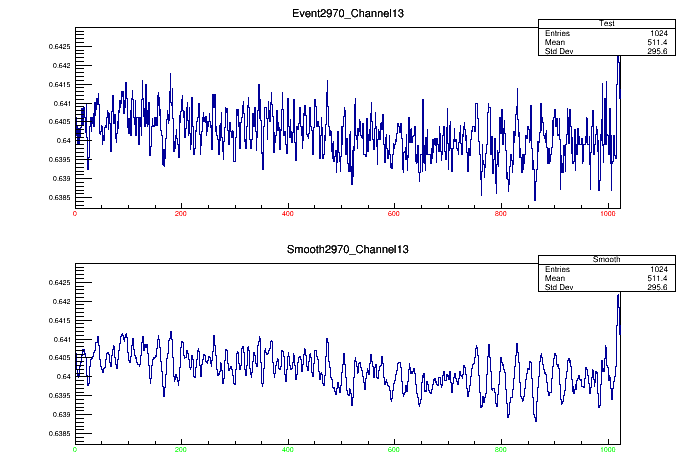 Event2970_Channel13
Test
Entries 1024
Mean 511.4
Std Dev 295.6
0.6425
0.642
0.6415
0.641
0.6405
0.64
0.6395
0.639
0.6385
0 200 400 600 800 1000
Smooth2970_Channel13
Smooth
Entries 1024
Mean 511.4
Std Dev 295.6
0.6425
0.642
0.6415
0.641
0.6405
0.64
0.6395
0.639
0.6385
0 200 400 600 800 1000